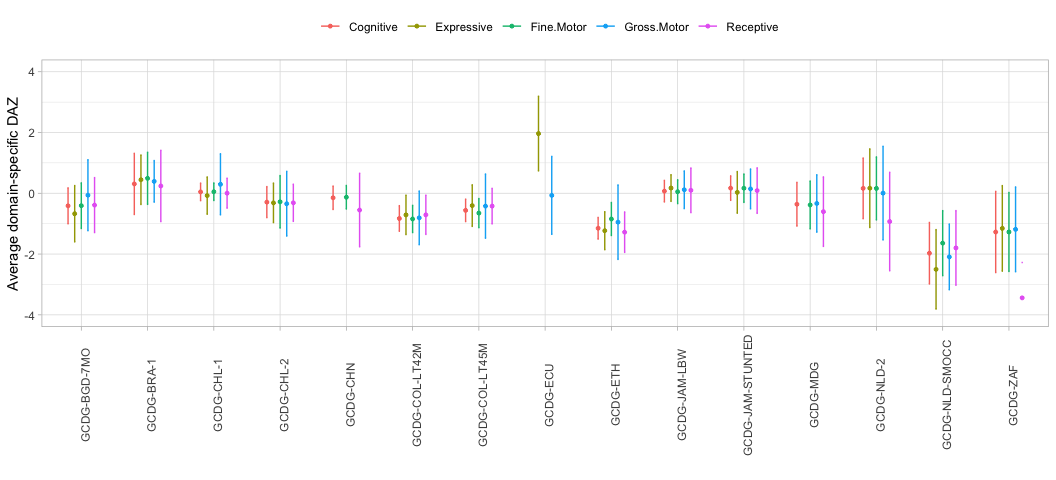 Cognitive Expressive Fine.Motor Gross.Motor Receptive
Average domain-specific DAZ
4
2
0
-2
-4
GCDG-BGD-7MO
GCDG-BRA-1
GCDG-CHL-1
GCDG-CHL-2
GCDG-CHN
GCDG-COL-LT42M
GCDG-COL-LT45M
GCDG-ECU
GCDG-ETH
GCDG-JAM-LBW
GCDG-JAM-STUNTED
GCDG-MDG
GCDG-NLD-2
GCDG-NLD-SMOCC
GCDG-ZAF